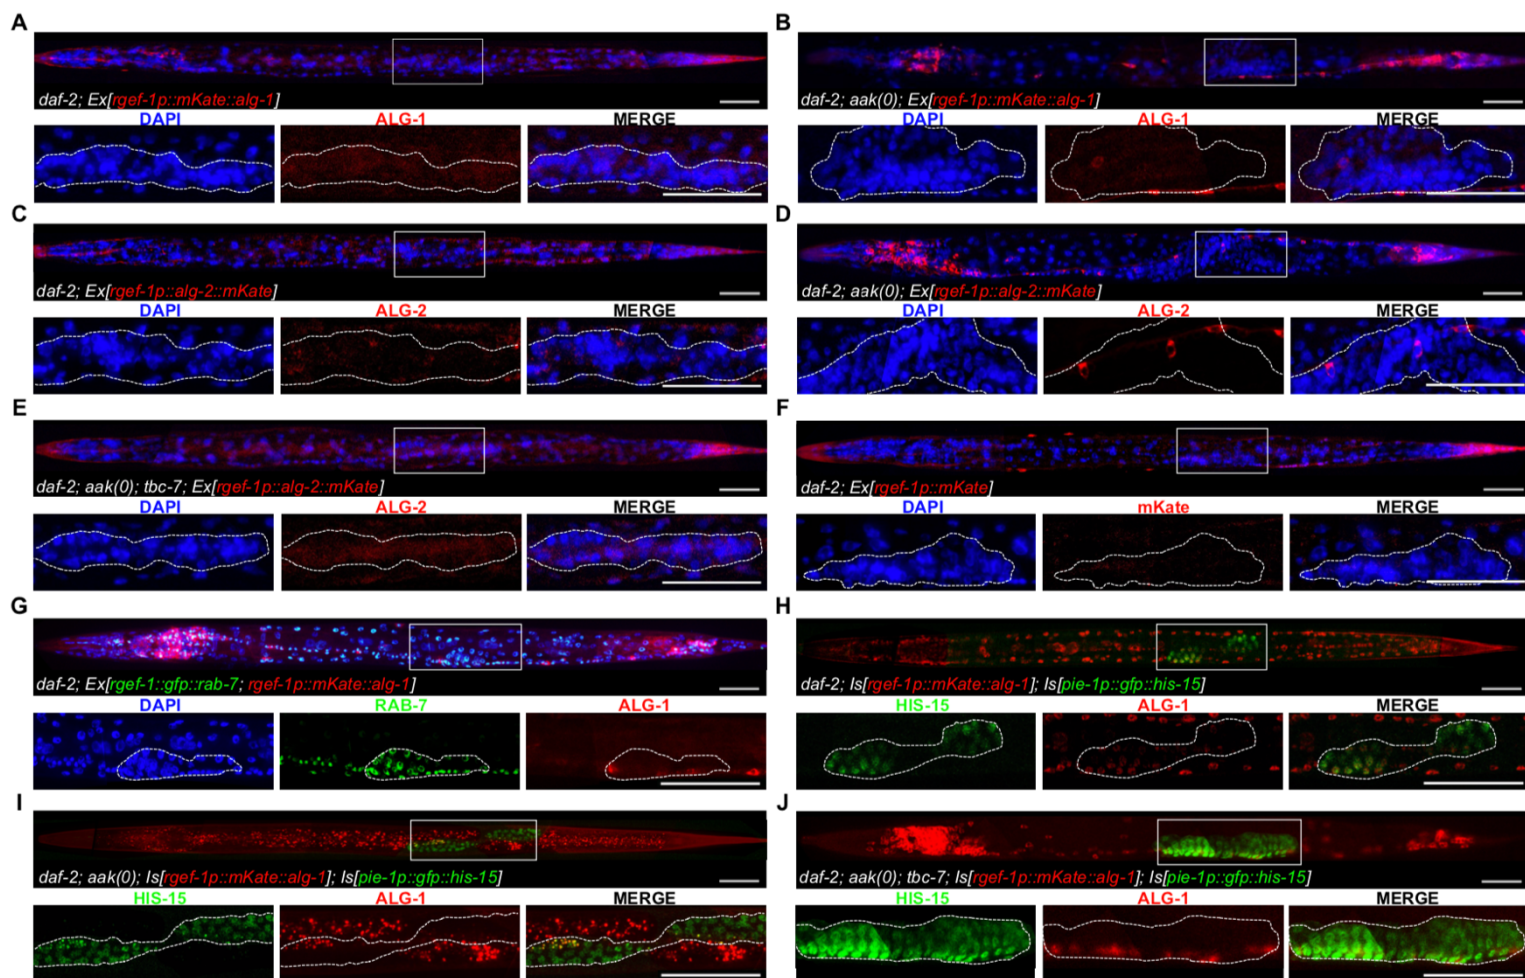 A
daf-2; Ex[rgef-1p::mKate::alg-1]
DAPI ALG-1 MERGE
B
daf-2; aak(0); Ex[rgef-1p::mKate::alg-1]
DAPI ALG-1 MERGE
C
daf-2; Ex[rgef-1p::alg-2::mKate]
DAPI ALG-2 MERGE
D
daf-2; aak(0); Ex[rgef-1p::alg-2::mKate]
DAPI ALG-2 MERGE
E
daf-2; aak(0); tbc-7; Ex[rgef-1p::alg-2::mKate]
DAPI ALG-2 MERGE
F
daf-2; Ex[rgef-1p::mKate]
DAPI mKate MERGE
G
daf-2; Ex[rgef-1::gfp::rab-7; rgef-1p::mKate::alg-1]
DAPI RAB-7 ALG-1
H
daf-2; Is[rgef-1p::mKate::alg-1]; Is[pie-1p::gfp::his-15]
HIS-15 ALG-1 MERGE
I
daf-2; aak(0); Is[rgef-1p::mKate::alg-1]; Is[pie-1p::gfp::his-15]
HIS-15 ALG-1 MERGE
J
daf-2; aak(0); tbc-7; Is[rgef-1p::mKate::alg-1]; Is[pie-1p::gfp::his-15]
HIS-15 ALG-1 MERGE